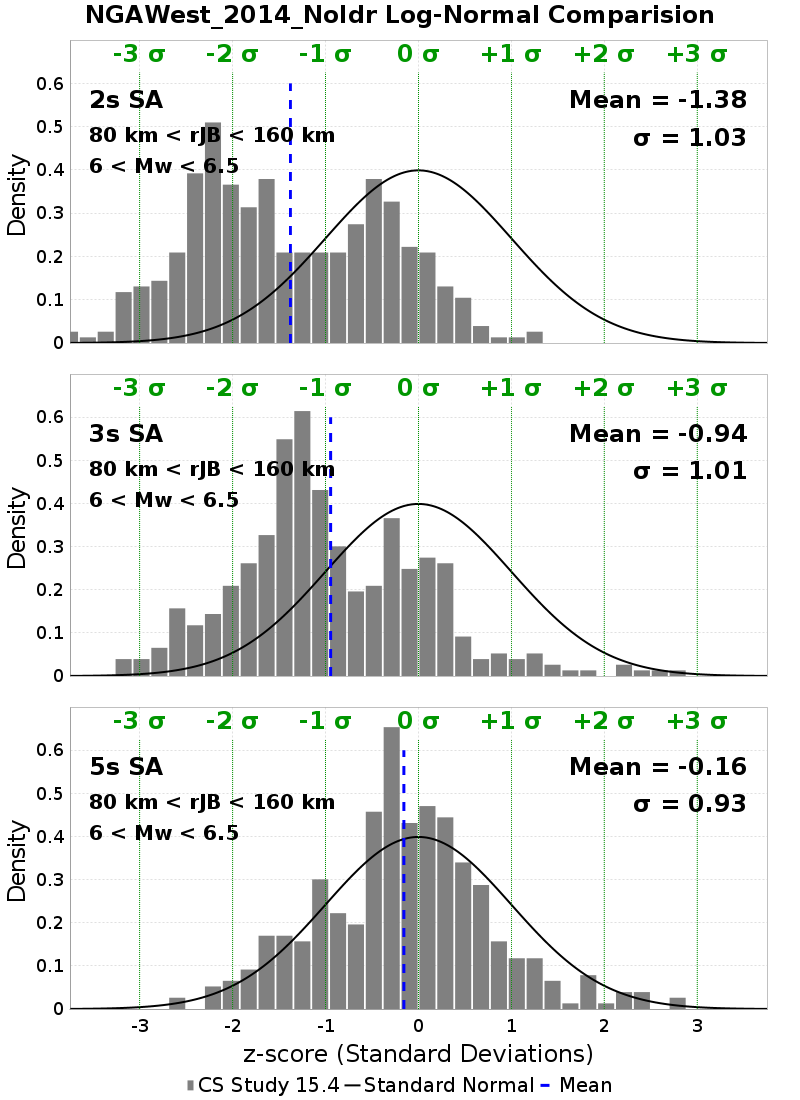 NGAWest_2014_NoIdr Log-Normal Comparision
-3 σ -2 σ -1 σ 0 σ +1 σ +2 σ +3 σ
0.6
2s SA Mean = -1.38
0.5 80 km < rJB < 160 km σ = 1.03
6 < Mw < 6.5
0.4
0.3
0.2
0.1
0
Density
-3 σ -2 σ -1 σ 0 σ +1 σ +2 σ +3 σ
0.6
3s SA Mean = -0.94
0.5 80 km < rJB < 160 km σ = 1.01
6 < Mw < 6.5
0.4
0.3
0.2
0.1
0
Density
-3 σ -2 σ -1 σ 0 σ +1 σ +2 σ +3 σ
0.6
5s SA Mean = -0.16
0.5 80 km < rJB < 160 km σ = 0.93
6 < Mw < 6.5
0.4
0.3
0.2
0.1
0
Density
-3 -2 -1 0 1 2 3
z-score (Standard Deviations)
CS Study 15.4 Standard Normal Mean